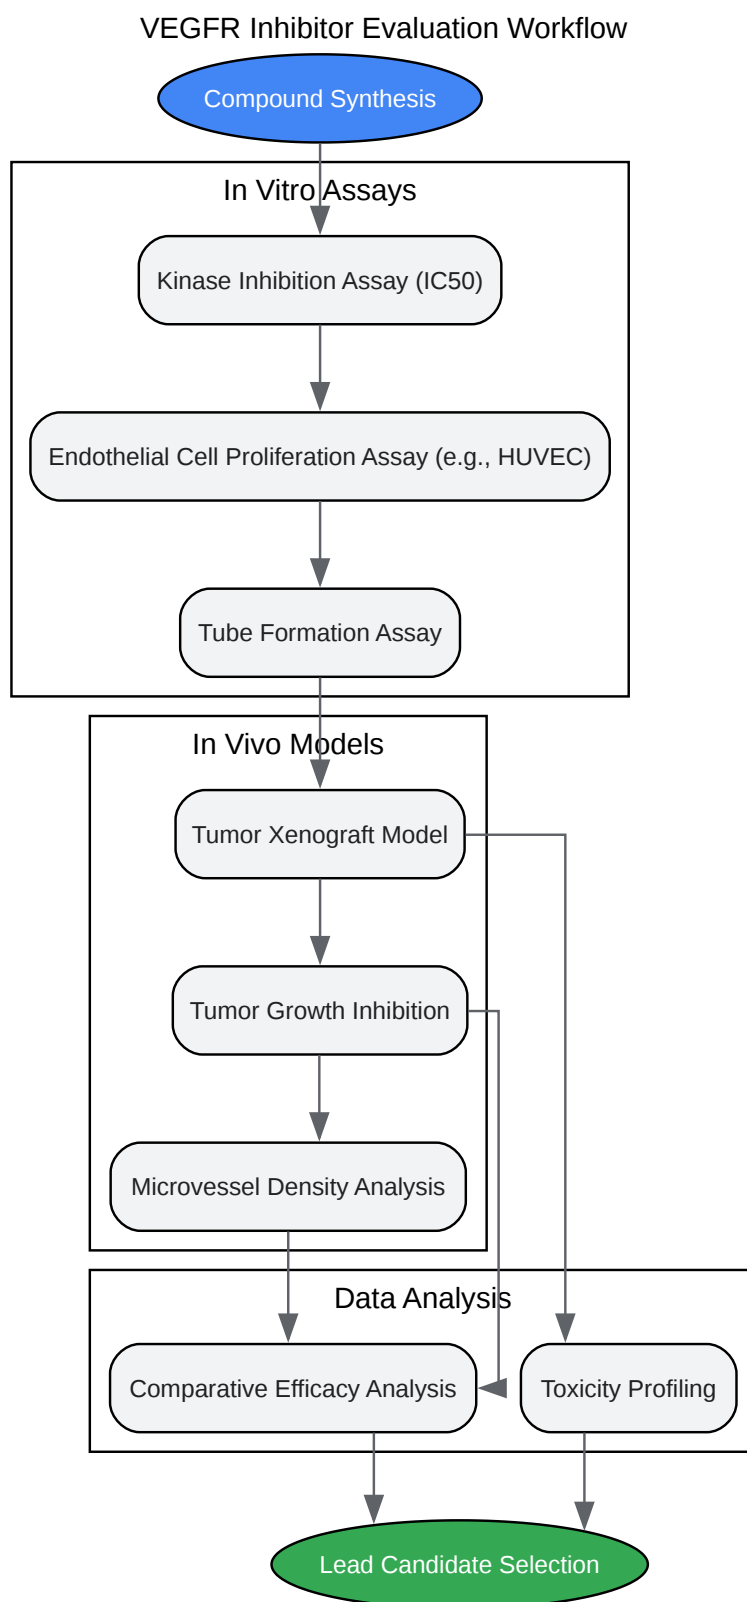 VEGFR Inhibitor Evaluation Workflow
Compound Synthesis
In Vitro Assays
Kinase Inhibition Assay (IC50)
Endothelial Cell Proliferation Assay (e.g., HUVEC)
Tube Formation Assay
In Vivo Models
Tumor Xenograft Model
Tumor Growth Inhibition
Microvessel Density Analysis
Data Analysis
Comparative Efficacy Analysis
Toxicity Profiling
Lead Candidate Selection